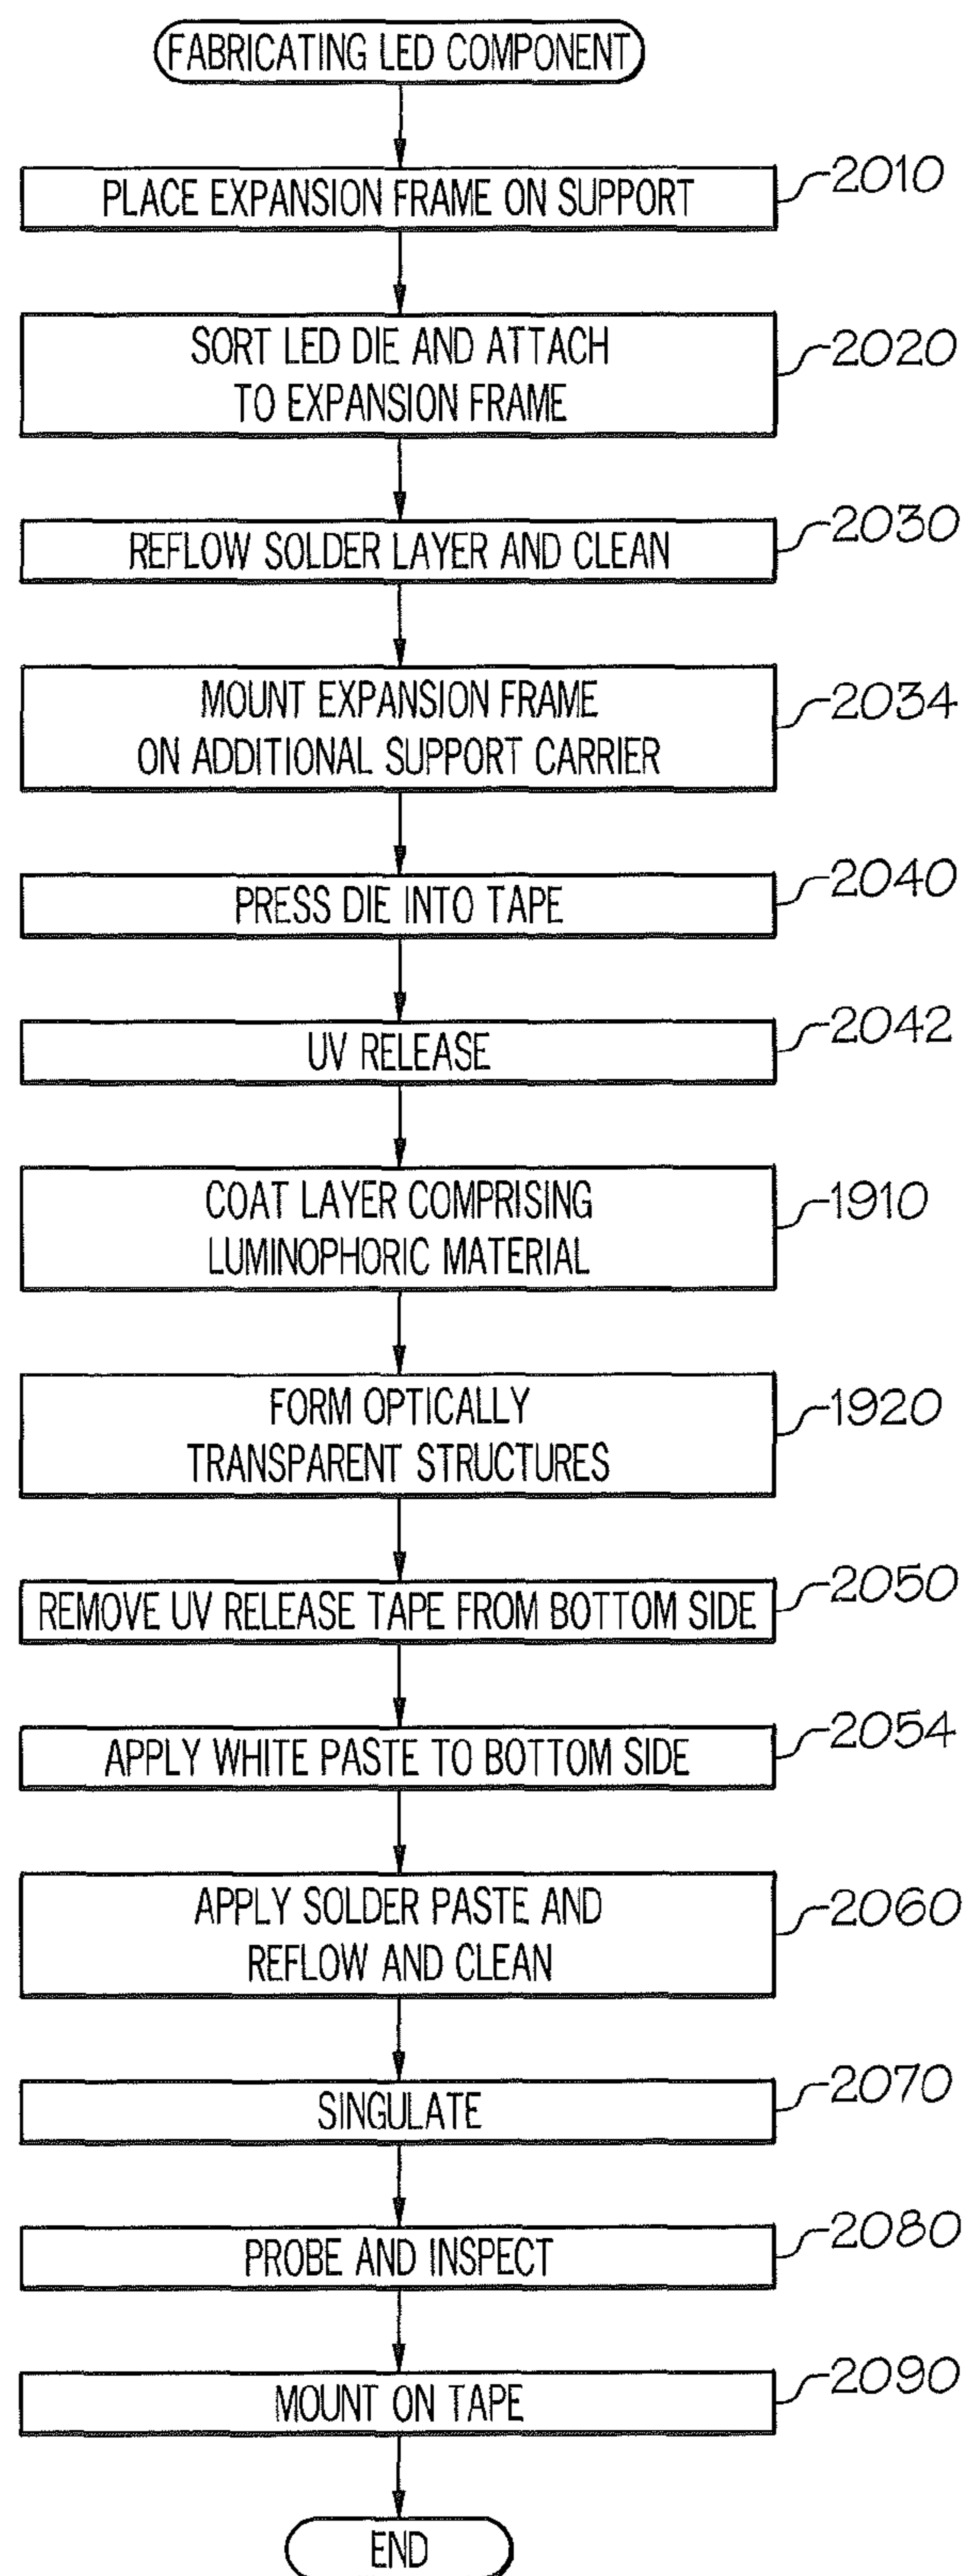 FABRICATING LED COMPONENT
PLACE EXPANSION FRAME ON SUPPORT
2010
SORT LED DIE AND ATTACH
TO EXPANSION FRAME
2020
REFLOW SOLDER LAYER AND CLEAN
2030
MOUNT EXPANSION FRAME
ON ADDITIONAL SUPPORT CARRIER
2034
PRESS DIE INTO TAPE
2040
UV RELEASE
2042
COAT LAYER COMPRISING
LUMINOPHORIC MATERIAL
1910
FORM OPTICALLY
TRANSPARENT STRUCTURES
1920
REMOVE UV RELEASE TAPE FROM BOTTOM SIDE
2050
APPLY WHITE PASTE TO BOTTOM SIDE
2054
APPLY SOLDER PASTE AND
REFLOW AND CLEAN
2060
SINGULATE
2070
PROBE AND INSPECT
2080
MOUNT ON TAPE
2090
END